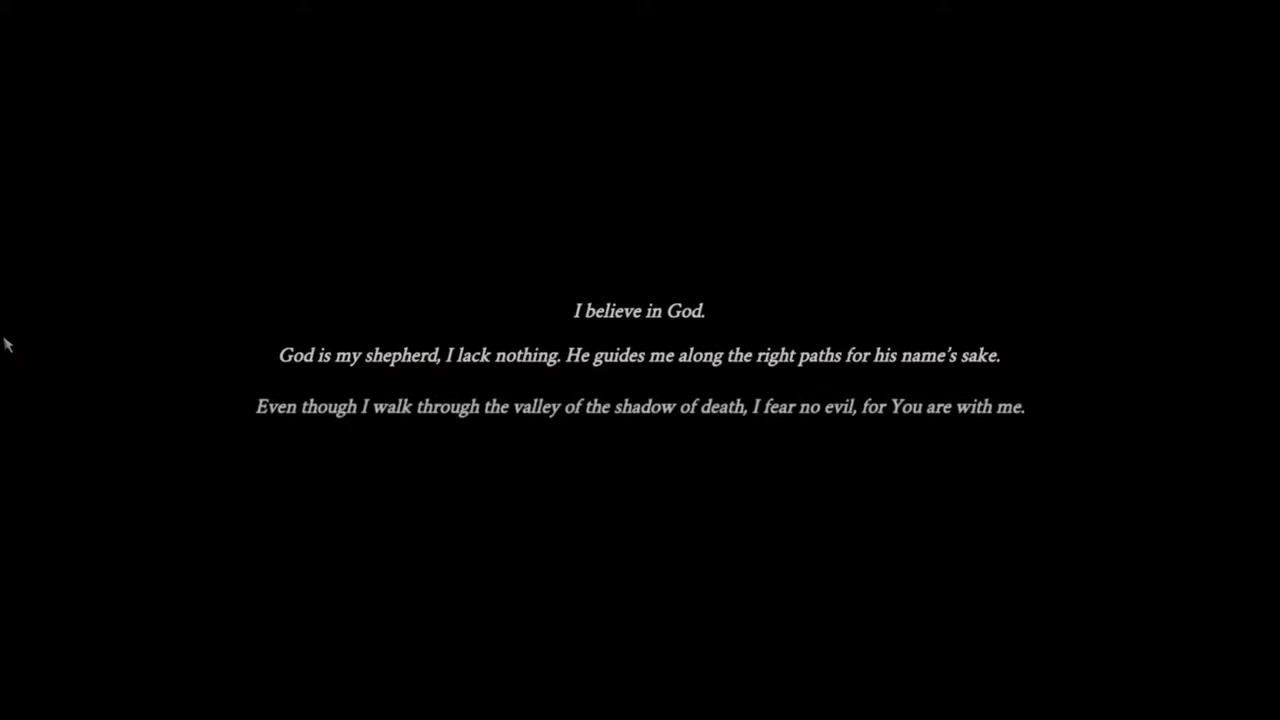 I believe in God.
God is my shepherd, I lack nothing. He guides me along the right paths for his name's sake.
Even though I walk through the valley of the shadow of death, I fear no evil, for You are with me.